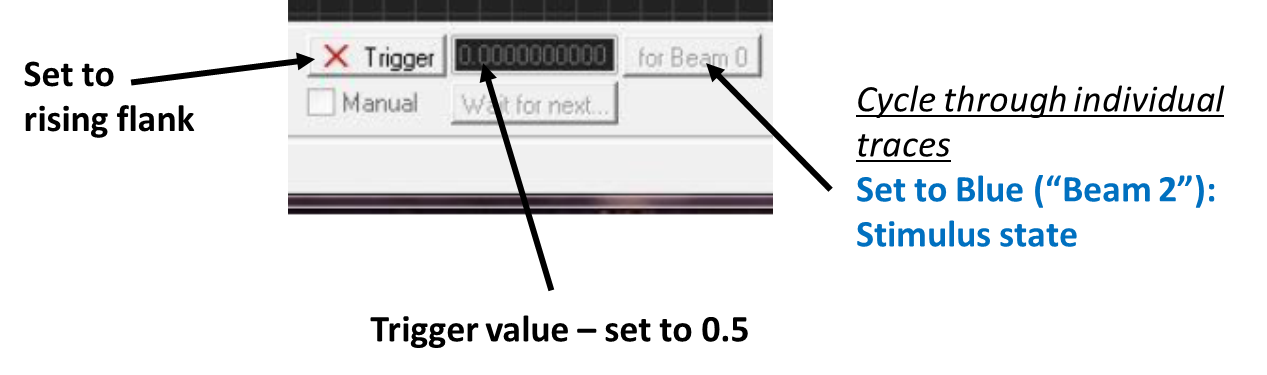 Set to
rising flank
Trigger
0.0000000000
for Beam 0
Manual
Wait for next...
Cycle through individual
traces
Set to Blue (“Beam 2”):
Stimulus state
Trigger value – set to 0.5